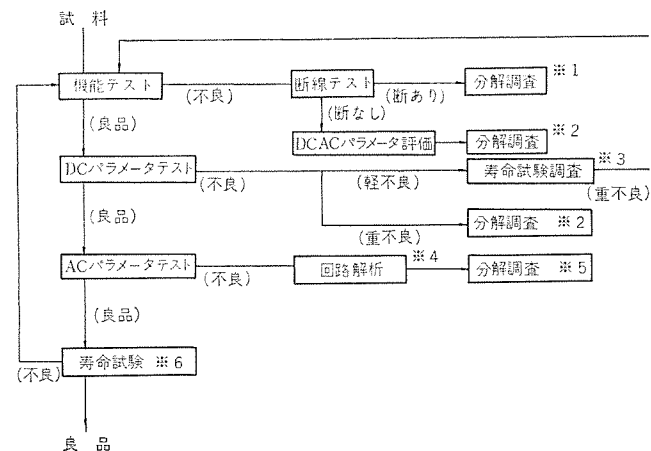 試料
機能テスト
(不良)
断線テスト
(断あり)
分解調査 ※1
(良品)
(断なし)
DCACパラメータ評価
分解調査 ※2
DCパラメータテスト
(不良)
(軽不良)
寿命試験調査 ※3
(重不良)
(良品)
(重不良)
分解調査 ※2
ACパラメータテスト
(不良)
回路解析 ※4
分解調査 ※5
(良品)
寿命試験 ※6
(不良)
良品